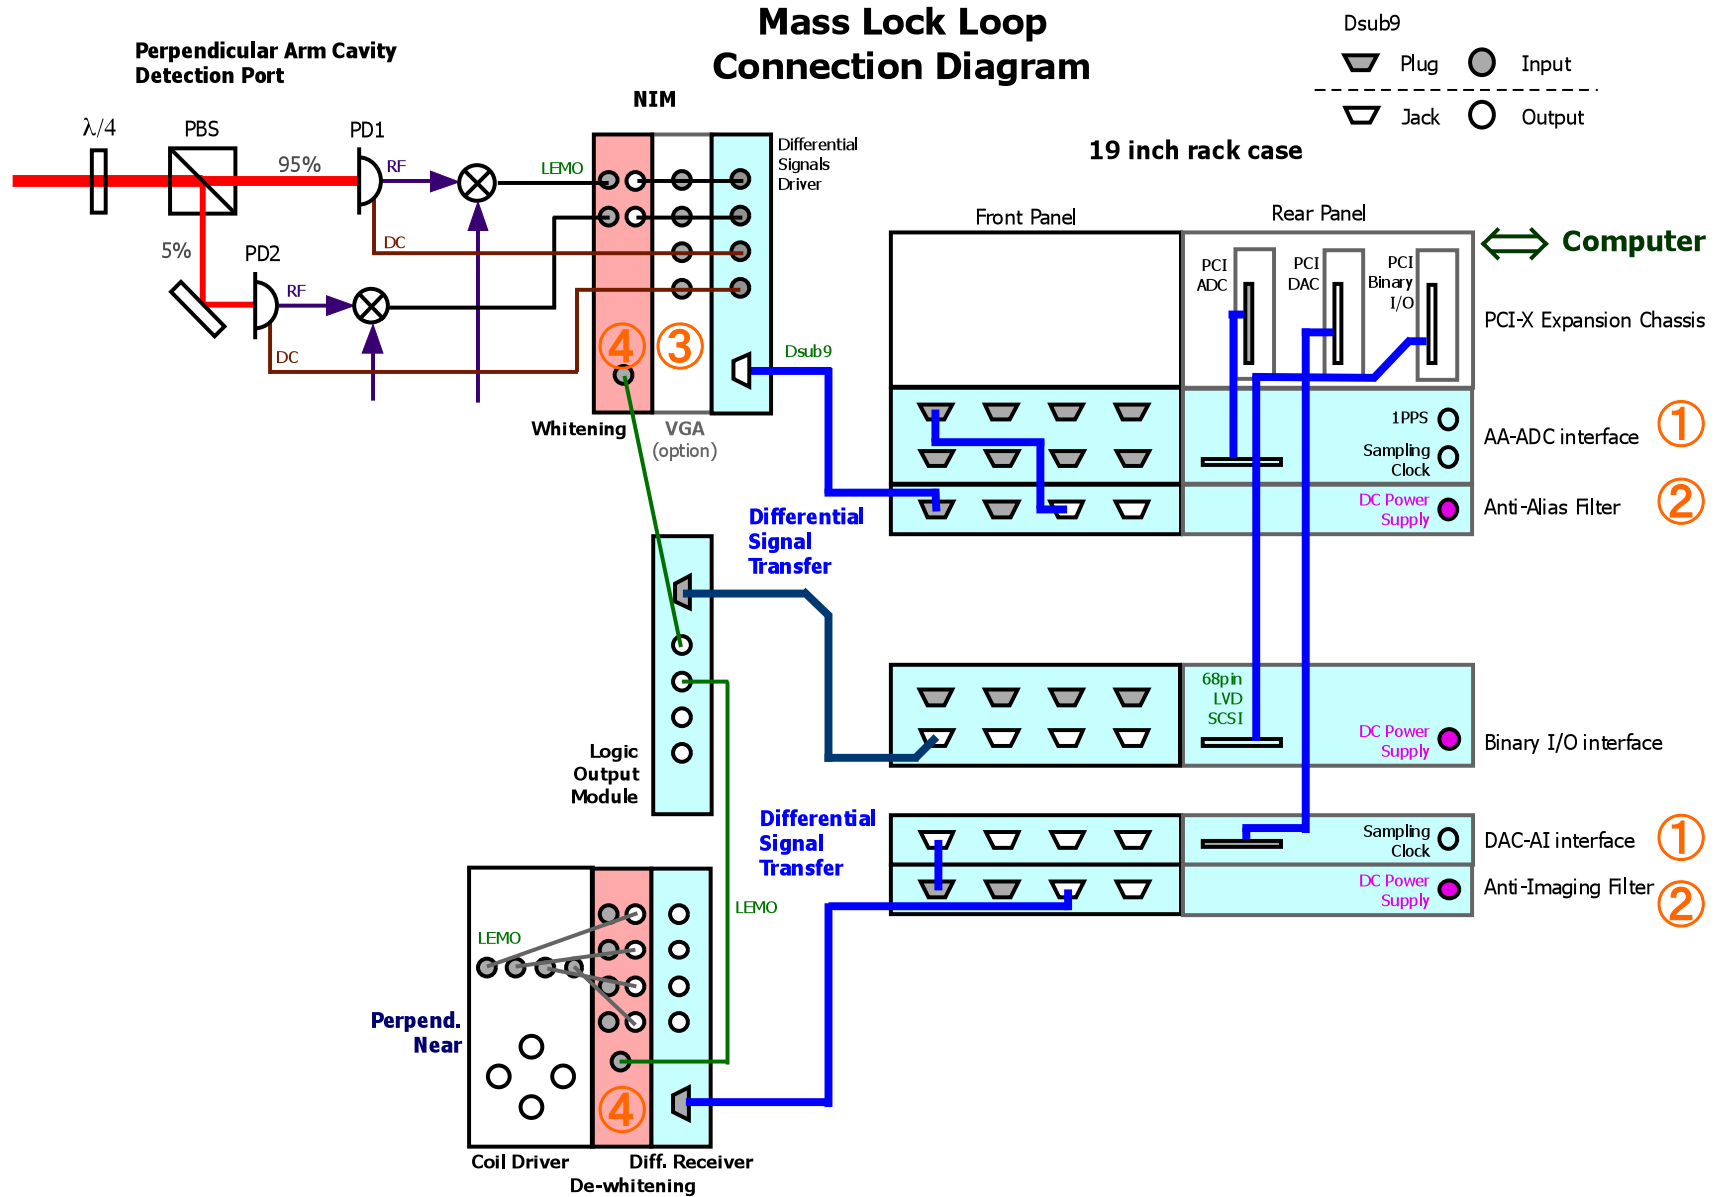 Mass Lock Loop
Connection Diagram
Dsub9
Plug
Input
Jack
Output
Perpendicular Arm Cavity
Detection Port
λ/4
PBS
95%
PD1
RF
DC
5%
PD2
RF
DC
NIM
LEMO
Differential
Signals
Driver
④
③
Dsub9
Whitening
VGA
(option)
19 inch rack case
Front Panel
Rear Panel
Computer
PCI
ADC
PCI
DAC
PCI
Binary
I/O
PCI-X Expansion Chassis
1PPS
Sampling
Clock
AA-ADC interface
①
DC Power
Supply
Anti-Alias Filter
②
Differential
Signal
Transfer
Logic
Output
Module
68pin
LVD
SCSI
DC Power
Supply
Binary I/O interface
Differential
Signal
Transfer
Sampling
Clock
DAC-AI interface
①
DC Power
Supply
Anti-Imaging Filter
②
LEMO
LEMO
Perpend.
Near
④
Coil Driver
Diff. Receiver
De-whitening